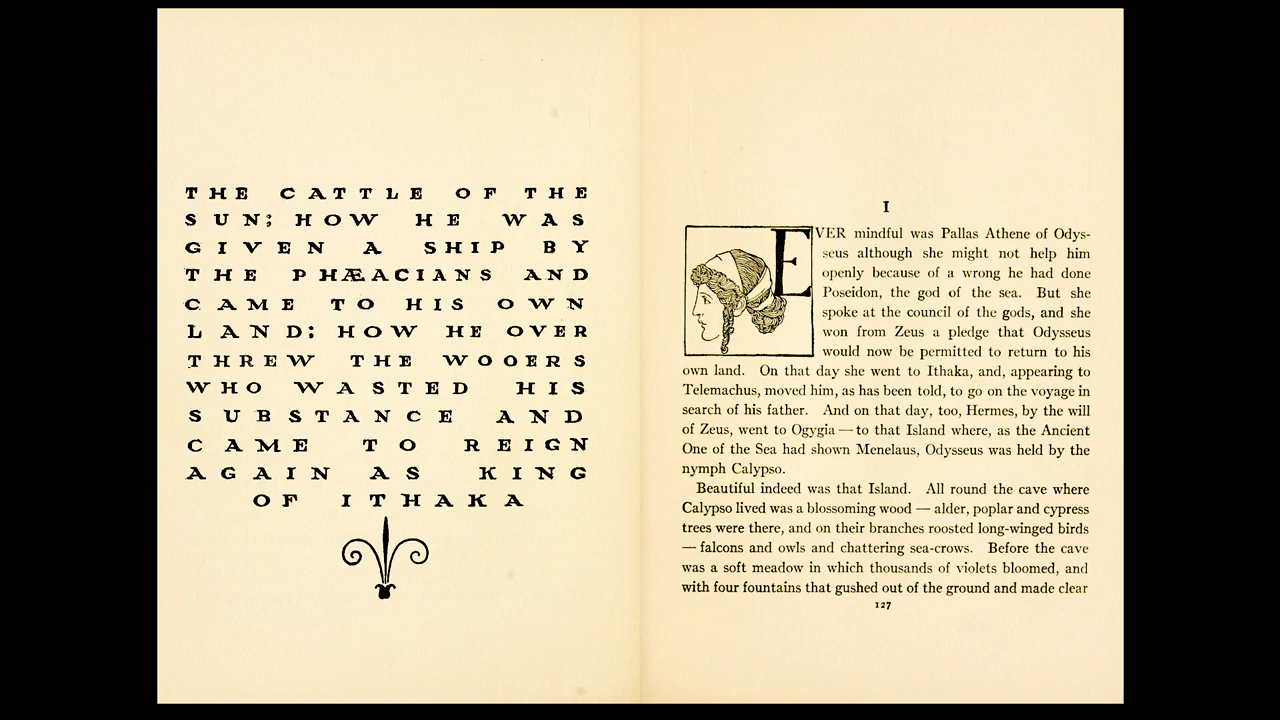 THE CATTLE OF THE
SUN; HOW HE WAS
GIVEN A SHIP BY
THE PHÆACIANS AND
CAME TO HIS OWN
LAND: HOW HE OVER
THREW THE WOOERS
WHO WASTED HIS
SUBSTANCE AND
CAME TO REIGN
AGAIN AS KING
OF ITHAKA
I
EVER mindful was Pallas Athene of Odys-
seus although she might not help him
openly because of a wrong he had done
Poseidon, the god of the sea. But she
spoke at the council of the gods, and she
won from Zeus a pledge that Odysseus
would now be permitted to return to his
own land. On that day she went to Ithaka, and, appearing to
Telemachus, moved him, as has been told, to go on the voyage in
search of his father. And on that day, too, Hermes, by the will
of Zeus, went to Ogygia — to that Island where, as the Ancient
One of the Sea had shown Menelaus, Odysseus was held by the
nymph Calypso.
Beautiful indeed was that Island. All round the cave where
Calypso lived was a blossoming wood — alder, poplar and cypress
trees were there, and on their branches roosted long-winged birds
— falcons and owls and chattering sea-crows. Before the cave
was a soft meadow in which thousands of violets bloomed, and
with four fountains that gushed out of the ground and made clear
127